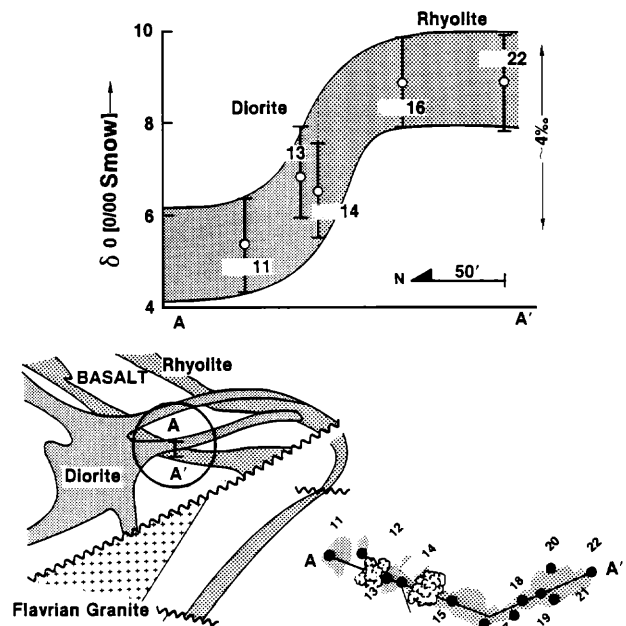 10
8
6
4
δ 0 [0/00 Smow]
Rhyolite
Diorite
22
16
13
14
11
~4‰
N 50'
A A'
Rhyolite
BASALT
A
A'
Diorite
Flavrian Granite
11
12
14
A
13
15
18
20
22
A'
21
19